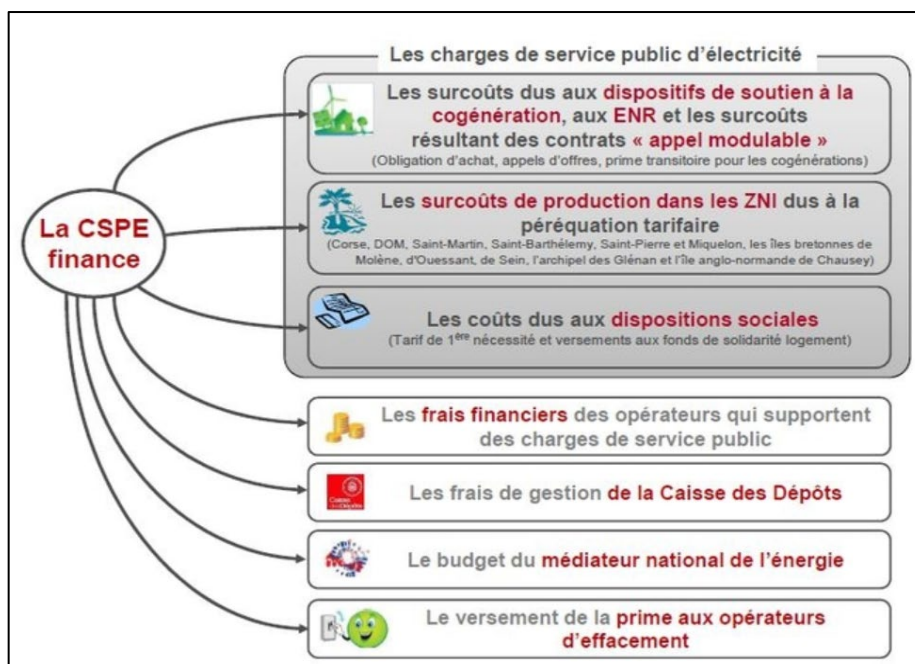 Les charges de service public d'électricité
La CSPE
finance
Les surcoûts dus aux dispositifs de soutien à la
cogénération, aux ENR et les surcoûts
résultant des contrats « appel modulable »
(Obligation d'achat, appels d'offres, prime transitoire pour les cogénérations)
Les surcoûts de production dans les ZNI dus à la
péréquation tarifaire
(Corse, DOM, Saint-Martin, Saint-Barthélemy, Saint-Pierre et Miquelon, les îles bretonnes de
Molène, d'Ouessant, de Sein, l'archipel des Glénan et l'île anglo-normande de Chausey)
Les coûts dus aux dispositions sociales
(Tarif de 1ère nécessité et versements aux fonds de solidarité logement)
Les frais financiers des opérateurs qui supportent
des charges de service public
Les frais de gestion de la Caisse des Dépôts
Le budget du médiateur national de l'énergie
Le versement de la prime aux opérateurs
d'effacement